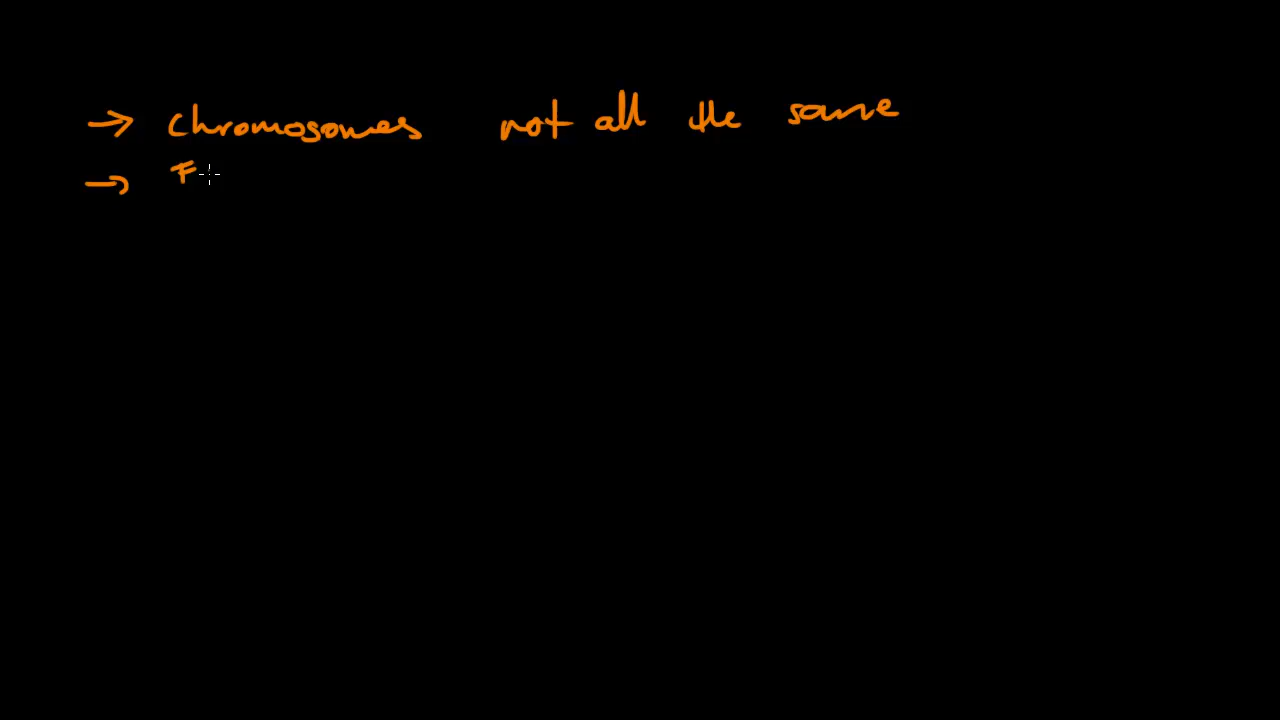 → chromosomes not all the same
→ F